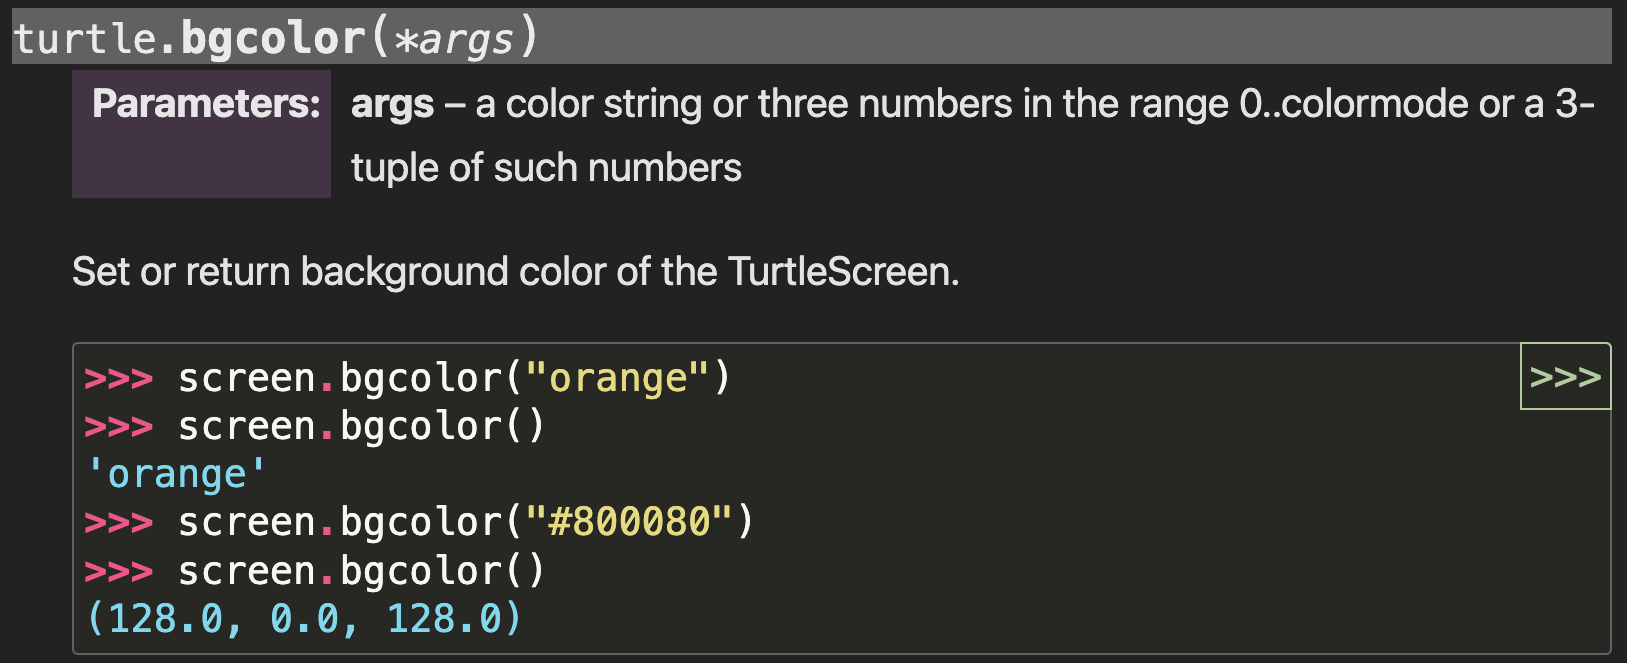 turtle.bgcolor(*args)
Parameters: args – a color string or three numbers in the range 0..colormode or a 3-
tuple of such numbers
Set or return background color of the TurtleScreen.
>>> screen.bgcolor("orange")
>>>
>>> screen.bgcolor()
'orange'
>>> screen.bgcolor("#800080")
>>> screen.bgcolor()
(128.0, 0.0, 128.0)